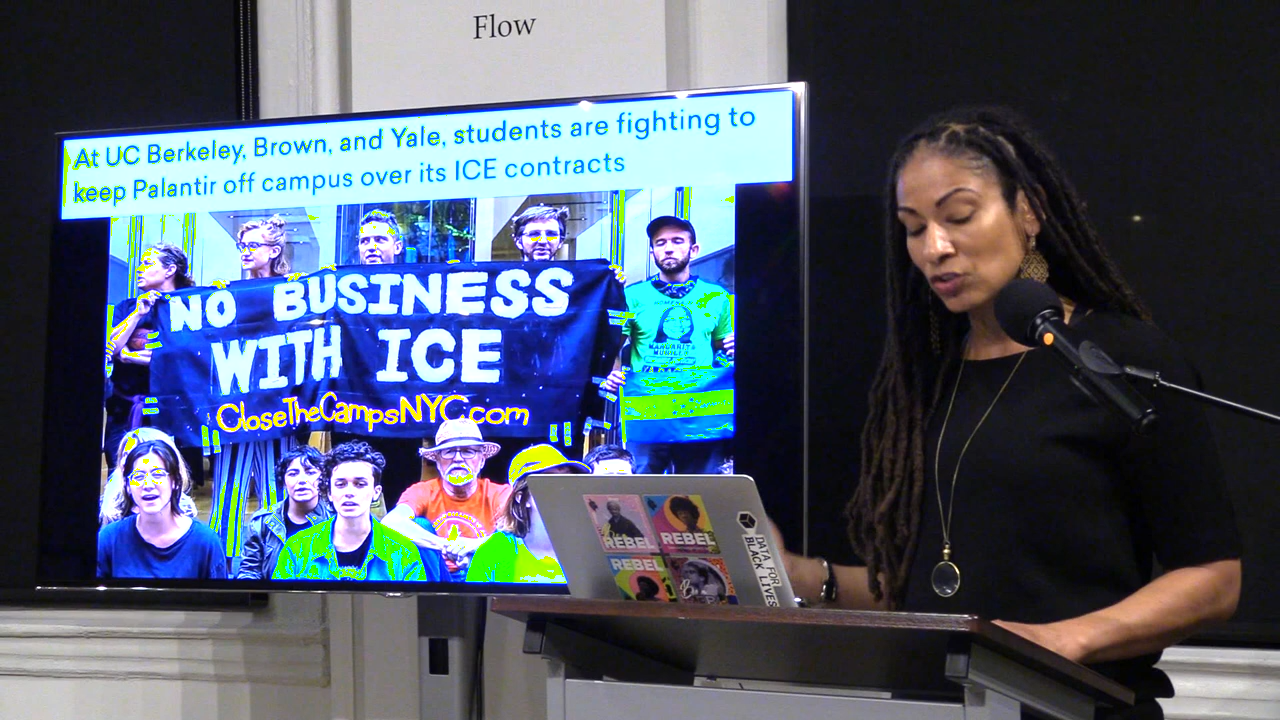 Flow
At UC Berkeley, Brown, and Yale, students are fighting to
keep Palantir off campus over its ICE contracts
NO BUSINESS
WITH ICE
CloseTheCampsNYC.com
REBEL
REBEL
REBEL
DATA FOR
BLACK LIVES